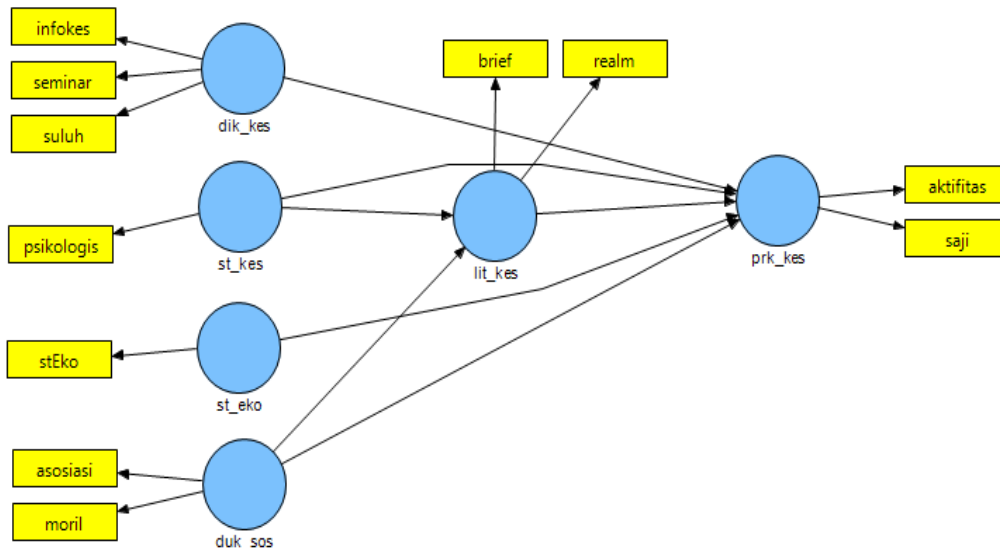 infokes
seminar
suluh
dik_kes
brief
realm
psikologis
st_kes
lit_kes
prk_kes
aktifitas
saji
stEko
st_eko
asosiasi
moril
duk_sos